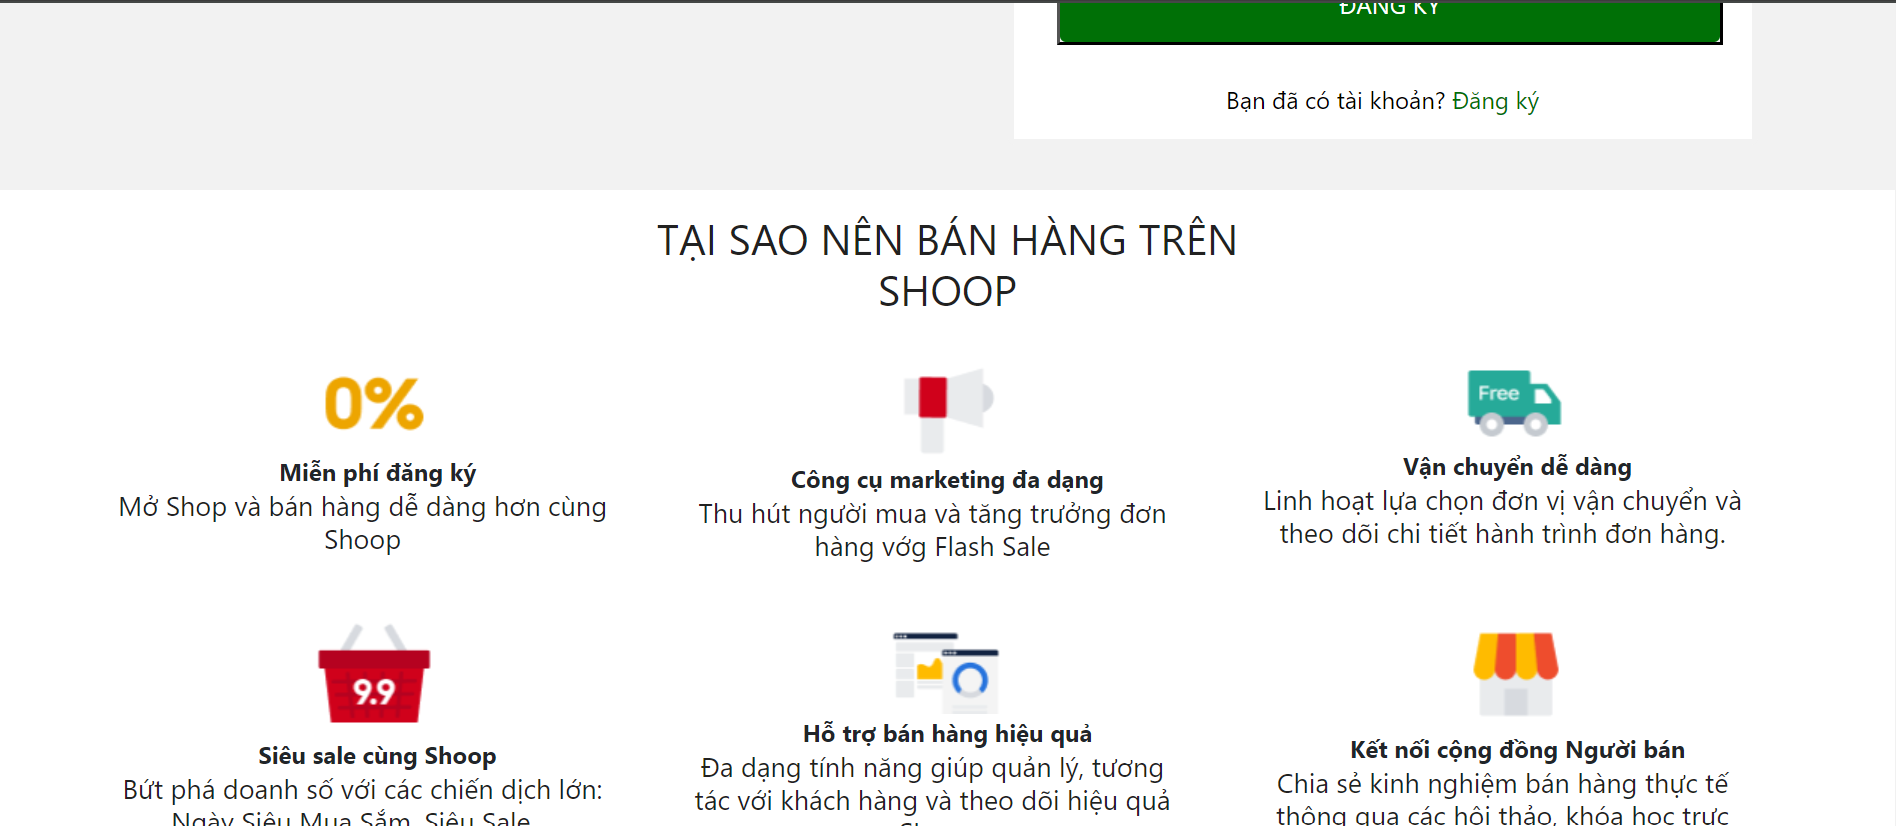 ĐĂNG KÝ
Bạn đã có tài khoản? Đăng ký
TẠI SAO NÊN BÁN HÀNG TRÊN
SHOOP
0%
Miễn phí đăng ký
Mở Shop và bán hàng dễ dàng hơn cùng
Shoop
Công cụ marketing đa dạng
Thu hút người mua và tăng trưởng đơn
hàng vớg Flash Sale
Free
Vận chuyển dễ dàng
Linh hoạt lựa chọn đơn vị vận chuyển và
theo dõi chi tiết hành trình đơn hàng.
9.9
Siêu sale cùng Shoop
Bứt phá doanh số với các chiến dịch lớn:
Ngày Siêu Mua Sắm, Siêu Sale
Hỗ trợ bán hàng hiệu quả
Đa dạng tính năng giúp quản lý, tương
tác với khách hàng và theo dõi hiệu quả
Kết nối cộng đồng Người bán
Chia sẻ kinh nghiệm bán hàng thực tế
thông qua các hội thảo, khóa học trực